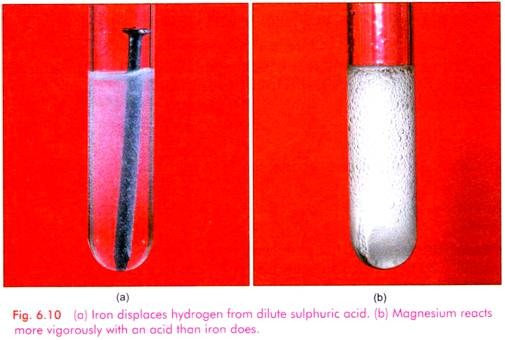 (a)
(b)
Fig. 6.10 (a) Iron displaces hydrogen from dilute sulphuric acid. (b) Magnesium reacts
more vigorously with an acid than iron does.